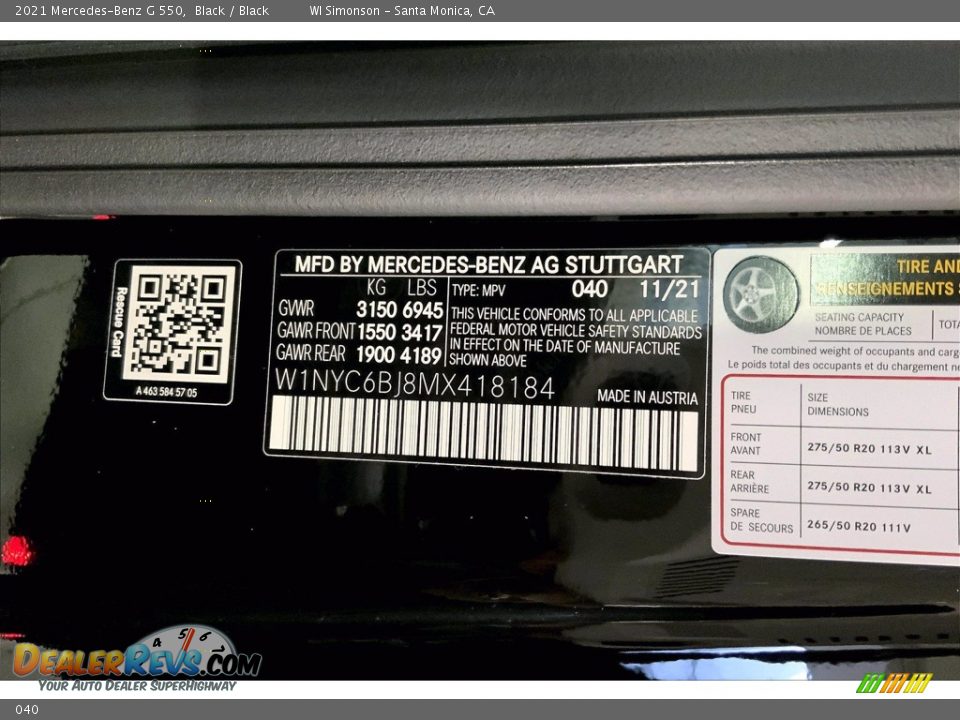 2021 Mercedes-Benz G 550, Black / Black WI Simonson - Santa Monica, CA
Rescue Card
A 463 584 57 05
MFD BY MERCEDES-BENZ AG STUTTGART
KG LBS TYPE: MPV 040 11/21
GWWR 3150 6945
GAWR FRONT 1550 3417
GAWR REAR 1900 4189
THIS VEHICLE CONFORMS TO ALL APPLICABLE
FEDERAL MOTOR VEHICLE SAFETY STANDARDS
IN EFFECT ON THE DATE OF MANUFACTURE
SHOWN ABOVE
W1NYC6BJ8MX418184 MADE IN AUSTRIA
TIRE AND
RENSEIGNEMENTS S
SEATING CAPACITY
NOMBRE DE PLACES
TOTA
The combined weight of occupants and carg
Le poids total des occupants et du chargement ne
TIRE SIZE
PNEU DIMENSIONS
FRONT
AVANT 275/50 R20 113V XL
REAR
ARRIÈRE 275/50 R20 113V XL
SPARE
DE SECOURS 265/50 R20 111V
4 5 6
DEALERREVS.COM
YOUR AUTO DEALER SUPERHIGHWAY
040